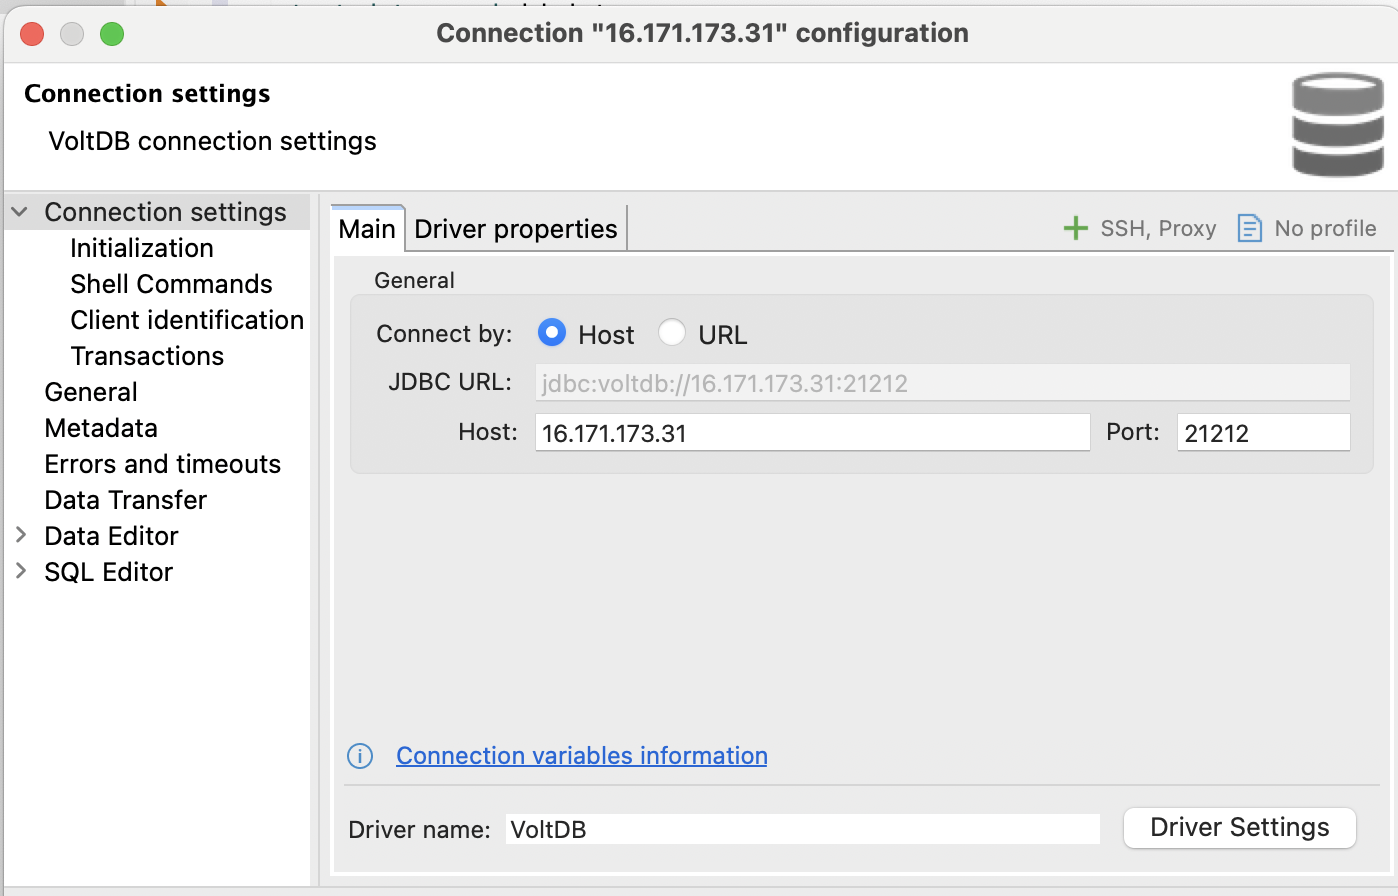 Connection "16.171.173.31" configuration
Connection settings
VoltDB connection settings
Connection settings
Initialization
Shell Commands
Client identification
Transactions
General
Metadata
Errors and timeouts
Data Transfer
Data Editor
SQL Editor
Main Driver properties SSH, Proxy No profile
General
Connect by: Host URL
JDBC URL: jdbc:voltdb://16.171.173.31:21212
Host: 16.171.173.31 Port: 21212
Connection variables information
Driver name: VoltDB Driver Settings